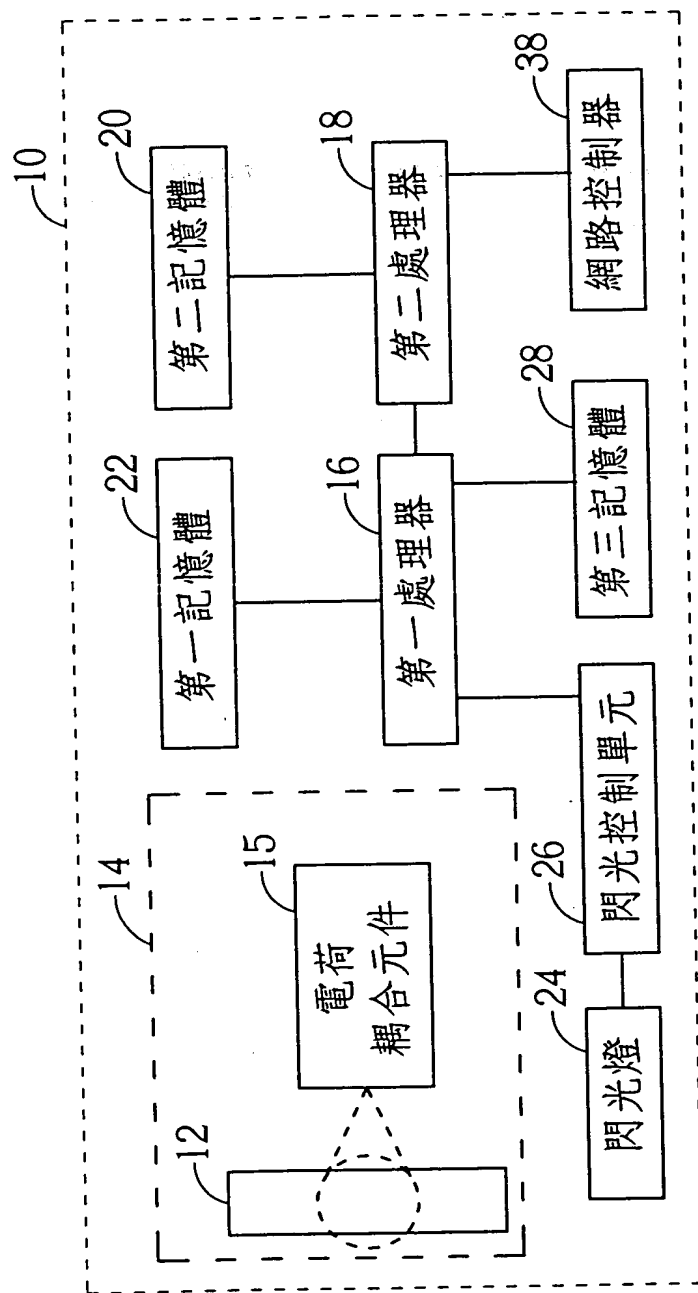 10
14
22
20
第一記憶體
第二記憶體
12
15
16
18
電荷
耦合元件
第一處理器
第二處理器
24
26
28
38
閃光燈
閃光控制單元
第三記憶體
網路控制器